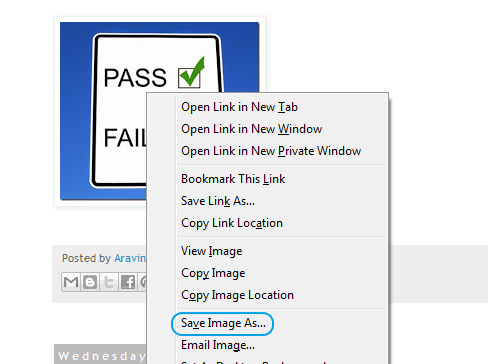 PASS
FAIL
Open Link in New Tab
Open Link in New Window
Open Link in New Private Window
Bookmark This Link
Save Link As...
Copy Link Location
View Image
Copy Image
Copy Image Location
Save Image As...
Email Image...
Posted by Aravin
Wednesday